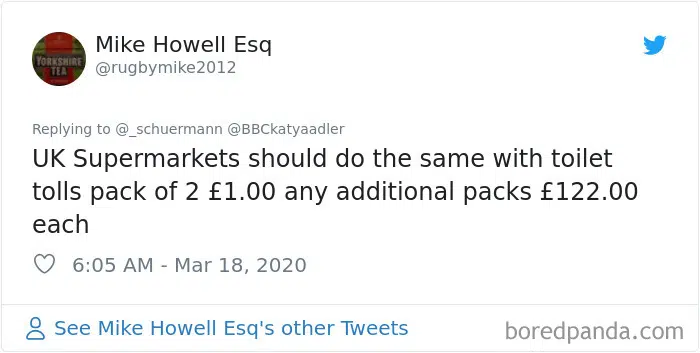 YORKSHIRE
TEA
Mike Howell Esq
@rugbymike2012
Replying to @_schuermann @BBCkatyaadler
UK Supermarkets should do the same with toilet
tolls pack of 2 £1.00 any additional packs £122.00
each
6:05 AM - Mar 18, 2020
See Mike Howell Esq's other Tweets
boredpanda.com